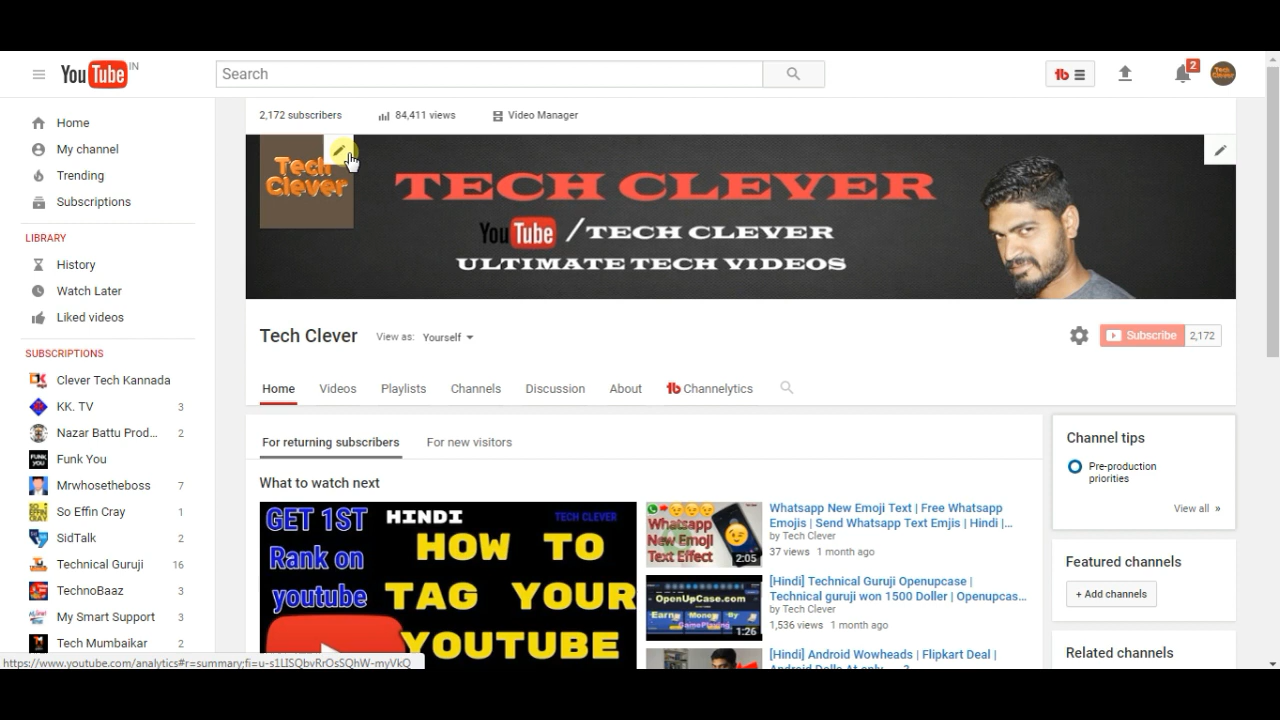 YouTube IN
Search
2
Tech Clever
Home
My channel
Trending
Subscriptions
LIBRARY
History
Watch Later
Liked videos
SUBSCRIPTIONS
Clever Tech Kannada
KK. TV 3
Nazar Battu Prod... 2
Funk You
Mrwhosetheboss 7
So Effin Cray 1
SidTalk 2
Technical Guruji 16
TechnoBaaz 3
My Smart Support 3
Tech Mumbaikar 2
2,172 subscribers 84,411 views Video Manager
Tech Clever
TECH CLEVER
YouTube /TECH CLEVER
ULTIMATE TECH VIDEOS
Tech Clever View as: Yourself
Subscribe 2,172
Home Videos Playlists Channels Discussion About Channelytics
For returning subscribers For new visitors
What to watch next
GET 1ST
Rank on
youtube
HINDI TECH CLEVER
HOW TO
TAG YOUR
YOUTUBE
Whatsapp
New Emoji
Text Effect
2:05
Whatsapp New Emoji Text | Free Whatsapp
Emojis | Send Whatsapp Text Emjis | Hindi |...
by Tech Clever
37 views 1 month ago
OpenUpCase.com
Earn Money By
GamePlaying
1:26
[Hindi] Technical Guruji Openupcase |
Technical guruji won 1500 Doller | Openupcas...
by Tech Clever
1,536 views 1 month ago
[Hindi] Android Wowheads | Flipkart Deal |
Channel tips
Pre-production
priorities
View all »
Featured channels
+ Add channels
Related channels